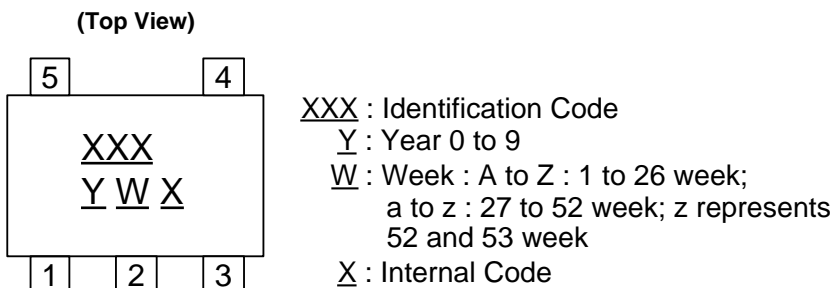 (Top View)
5 4
XXX
Y W X
1 2 3
XXX : Identification Code
Y : Year 0 to 9
W : Week : A to Z : 1 to 26 week;
a to z : 27 to 52 week; z represents
52 and 53 week
X : Internal Code